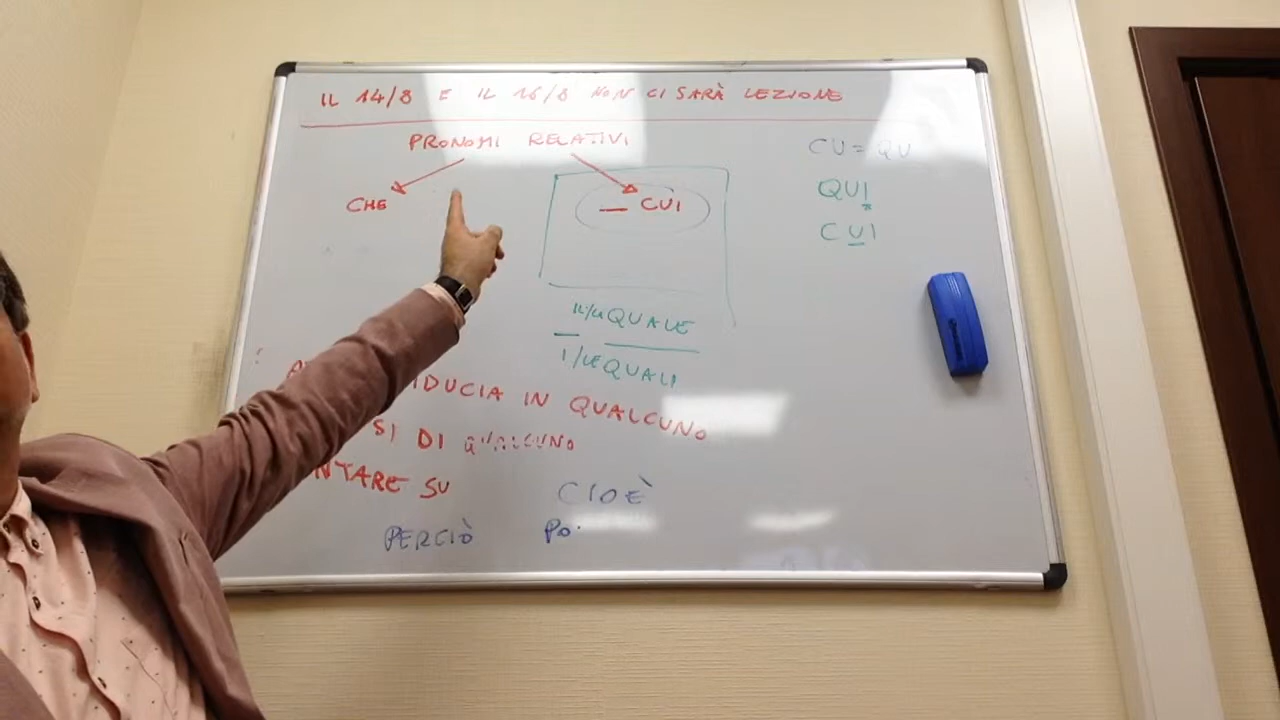 IL 14/8 E IL 16/8 NON CI SARÀ LEZIONE
PRONOMI RELATIVI
CHE
_ CUI
CU = QU
QUI
CUI
IL/LA QUALE
I/LE QUALI
IDUCIA IN QUALCUNO
SI DI QUALCUNO
NTARE SU
CIOÈ
PERCIÒ PO